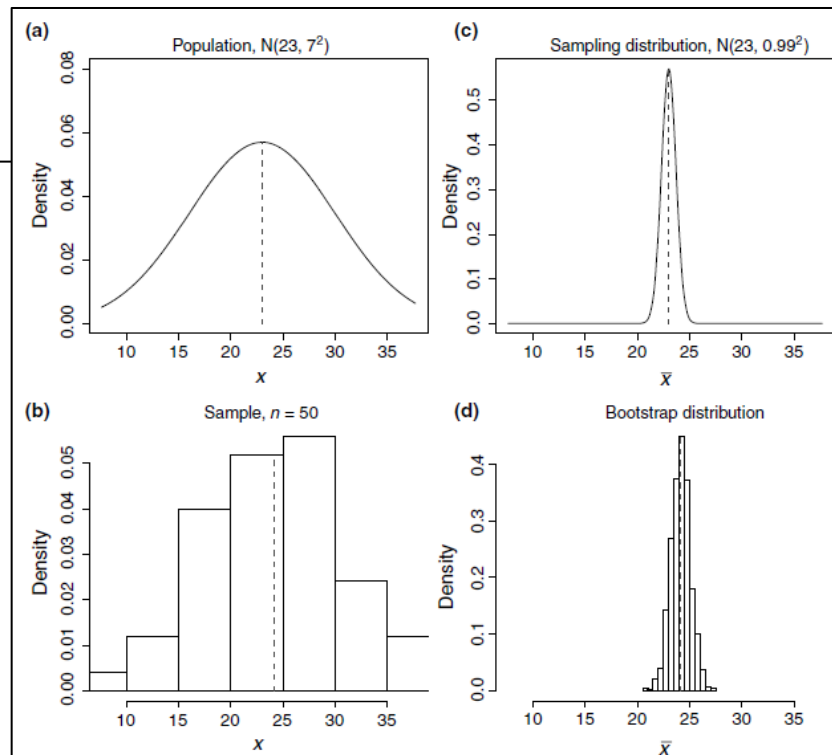 (a)
Population, N(23, 7²)
0.00 0.02 0.04 0.06 0.08
Density
10 15 20 25 30 35
x
(c)
Sampling distribution, N(23, 0.99²)
0.0 0.1 0.2 0.3 0.4 0.5
Density
10 15 20 25 30 35
x̅
(b)
Sample, n = 50
0.00 0.01 0.02 0.03 0.04 0.05
Density
10 15 20 25 30 35
x
(d)
Bootstrap distribution
0.0 0.1 0.2 0.3 0.4
Density
10 15 20 25 30 35
x̅